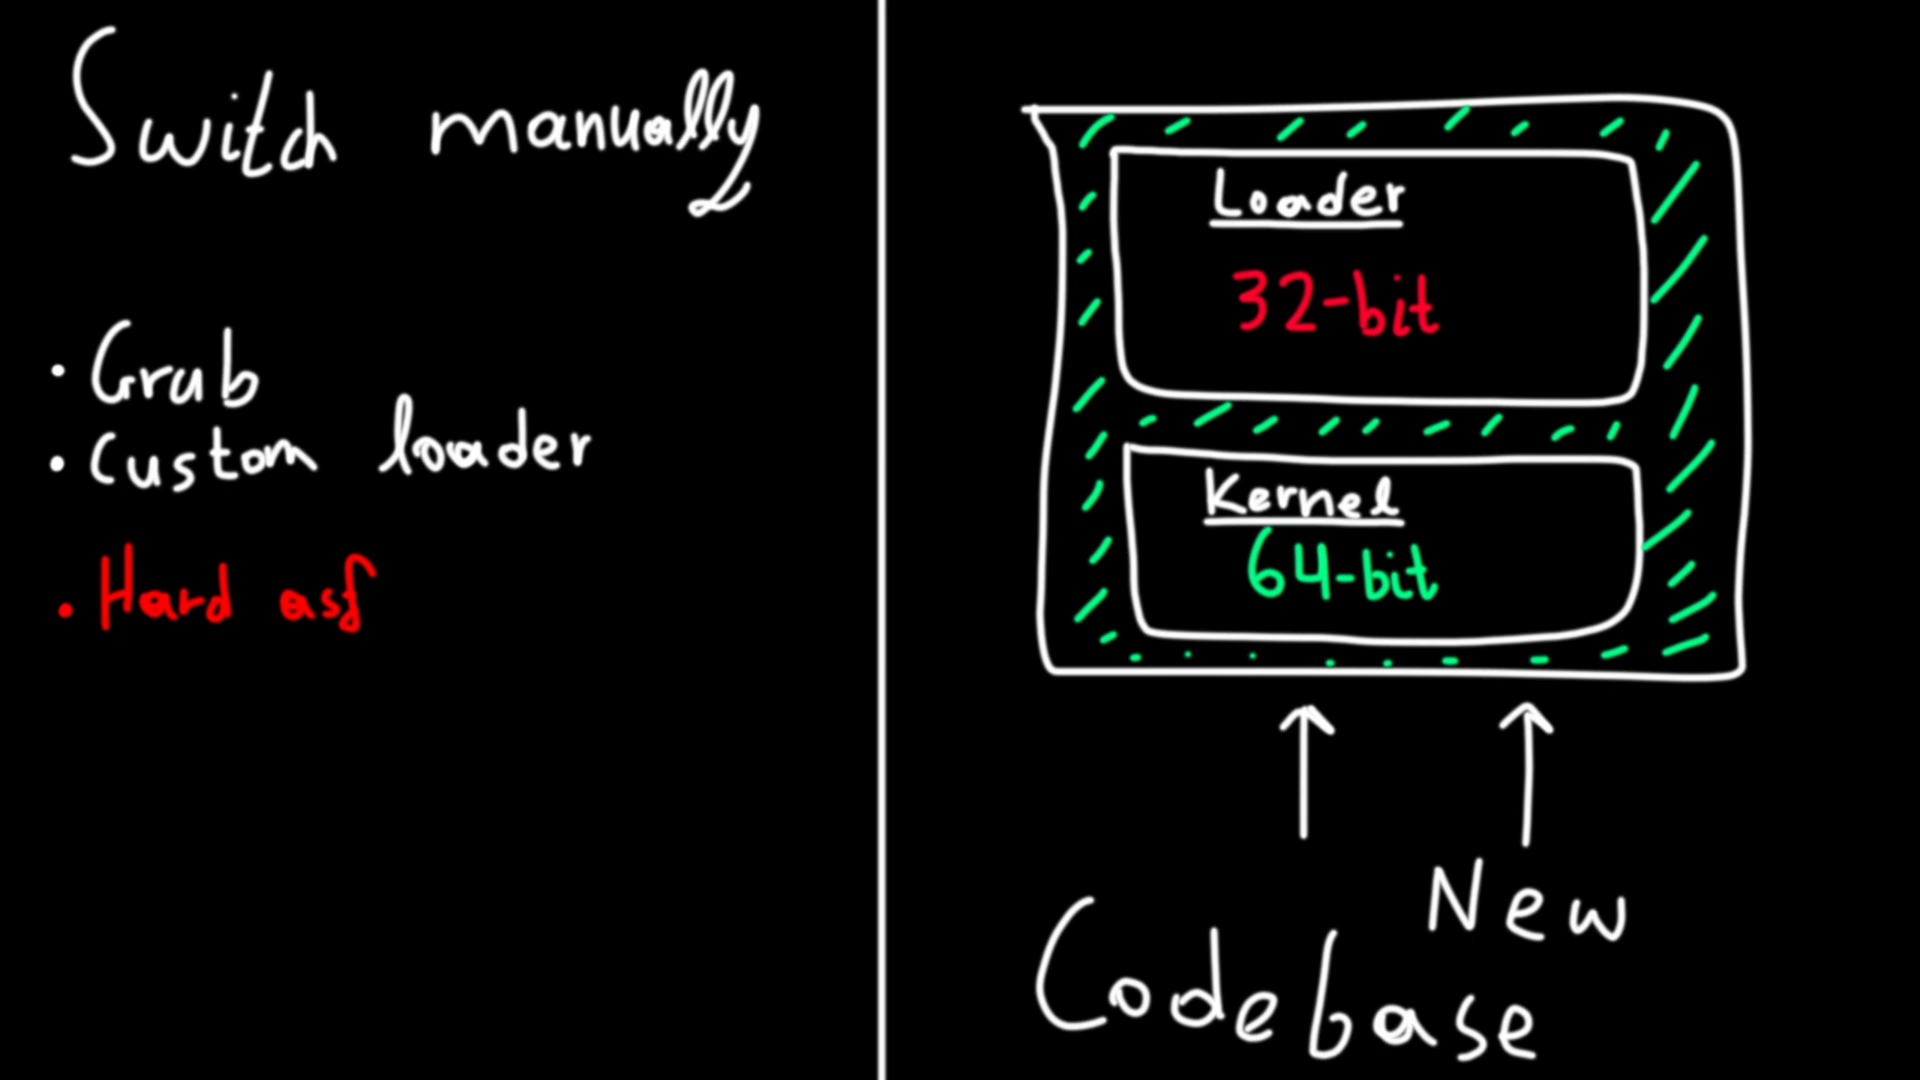 Switch manually
· Grub
· Custom loader
· Hard asf
Loader
32-bit
Kernel
64-bit
New
Codebase